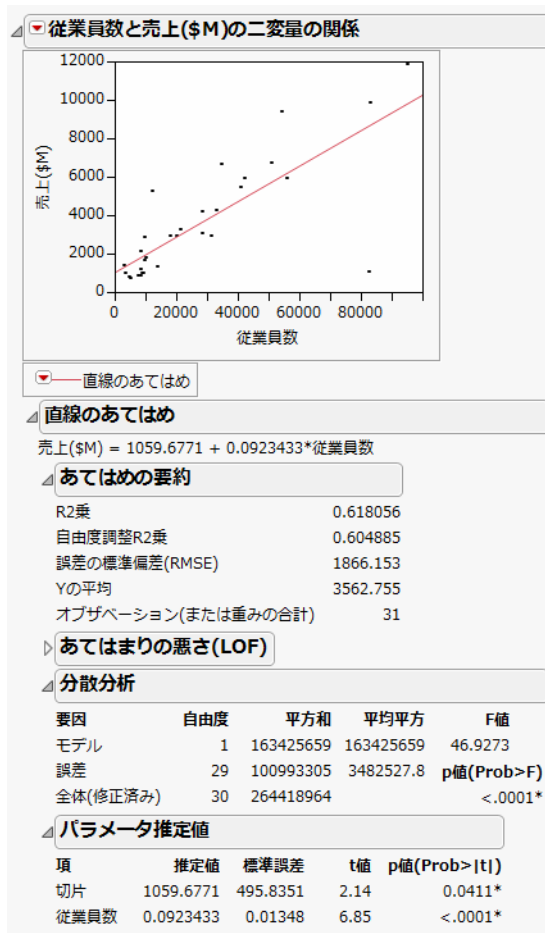 従業員数と売上($M)の二変量の関係
12000
10000
8000
6000
4000
2000
0
売上($M)
0 20000 40000 60000 80000
従業員数
直線のあてはめ
直線のあてはめ
売上($M) = 1059.6771 + 0.0923433*従業員数
あてはめの要約
R2乗 0.618056
自由度調整R2乗 0.604885
誤差の標準偏差(RMSE) 1866.153
Yの平均 3562.755
オブザベーション(または重みの合計) 31
あてはまりの悪さ(LOF)
分散分析
要因 自由度 平方和 平均平方 F値
モデル 1 163425659 163425659 46.9273
誤差 29 100993305 3482527.8 p値(Prob>F)
全体(修正済み) 30 264418964 <.0001*
パラメータ推定値
項 推定値 標準誤差 t値 p値(Prob>|t|)
切片 1059.6771 495.8351 2.14 0.0411*
従業員数 0.0923433 0.01348 6.85 <.0001*